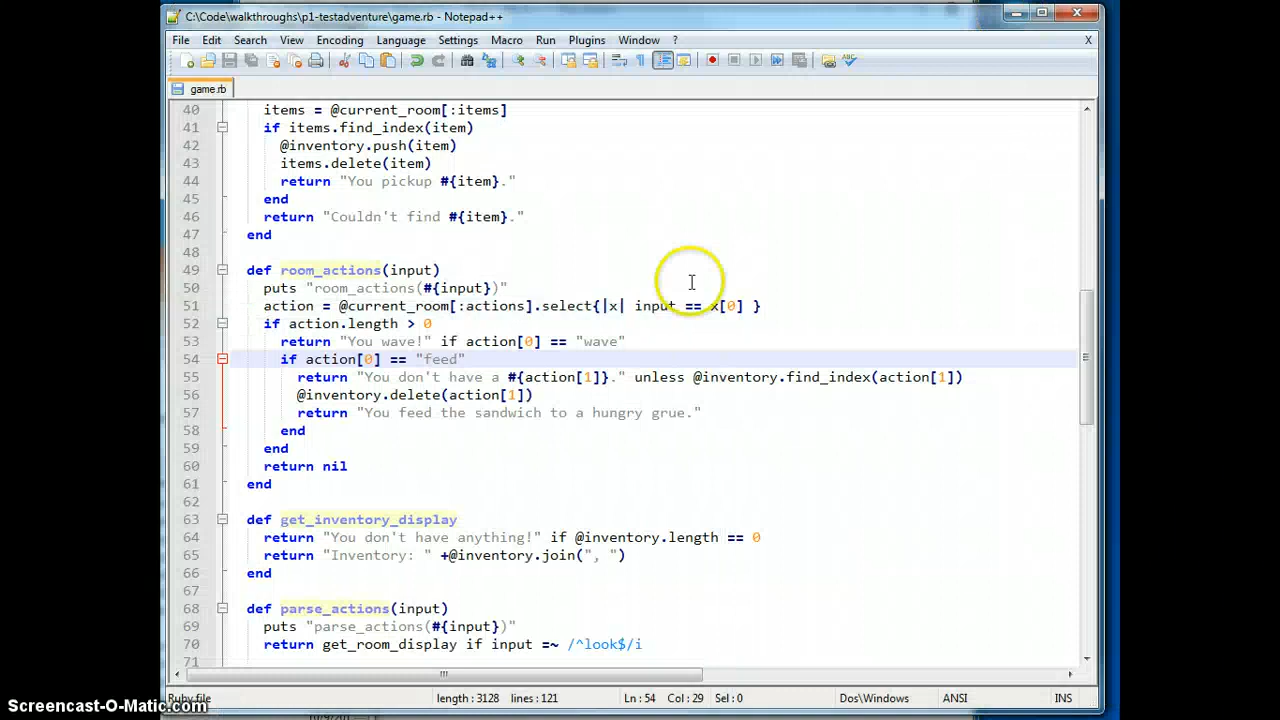 C:\Code\walkthroughs\p1-testadventure\game.rb - Notepad++
File Edit Search View Encoding Language Settings Macro Run Plugins Window ? X
game.rb
40 items = @current_room[:items]
41 if items.find_index(item)
42 @inventory.push(item)
43 items.delete(item)
44 return "You pickup #{item}."
45 end
46 return "Couldn't find #{item}."
47 end
48
49 def room_actions(input)
50 puts "room_actions(#{input})"
51 action = @current_room[:actions].select{|x| input == x[0] }
52 if action.length > 0
53 return "You wave!" if action[0] == "wave"
54 if action[0] == "feed"
55 return "You don't have a #{action[1]}." unless @inventory.find_index(action[1])
56 @inventory.delete(action[1])
57 return "You feed the sandwich to a hungry grue."
58 end
59 end
60 return nil
61 end
62
63 def get_inventory_display
64 return "You don't have anything!" if @inventory.length == 0
65 return "Inventory: " +@inventory.join(", ")
66 end
67
68 def parse_actions(input)
69 puts "parse_actions(#{input})"
70 return get_room_display if input =~ /^look$/i
71
Ruby file length : 3128 lines : 121 Ln : 54 Col : 29 Sel : 0 Dos\Windows ANSI INS
Screencast-O-Matic.com